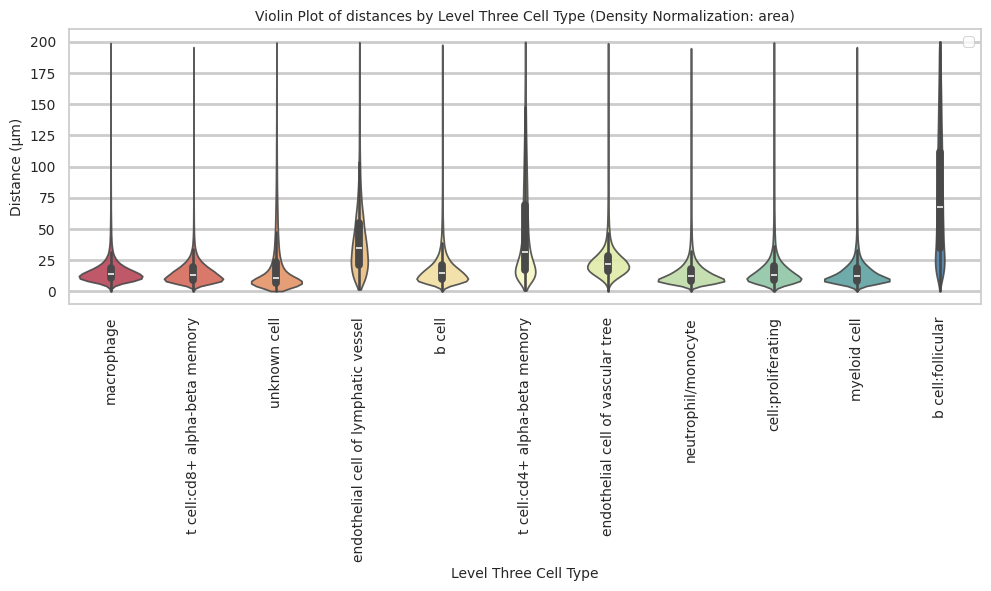 Violin Plot of distances by Level Three Cell Type (Density Normalization: area)
Distance (µm)
200
175
150
125
100
75
50
25
0
macrophage
t cell:cd8+ alpha-beta memory
unknown cell
endothelial cell of lymphatic vessel
b cell
t cell:cd4+ alpha-beta memory
endothelial cell of vascular tree
neutrophil/monocyte
cell:proliferating
myeloid cell
b cell:follicular
Level Three Cell Type